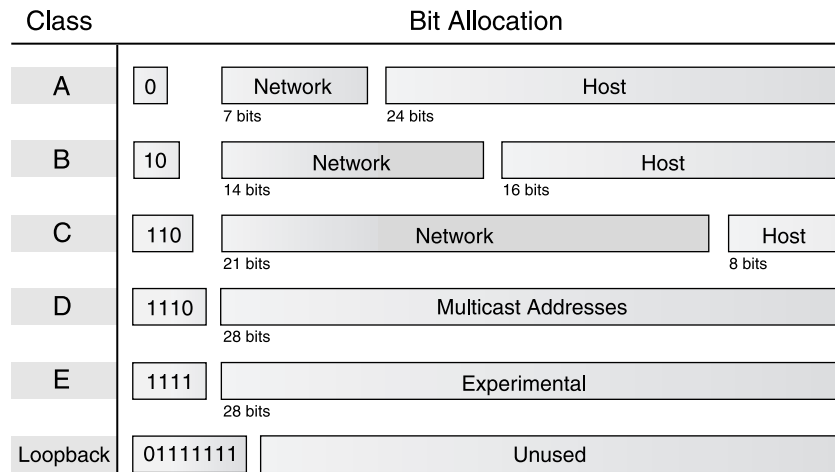 Class Bit Allocation
A 0 Network Host
7 bits 24 bits
B 10 Network Host
14 bits 16 bits
C 110 Network Host
21 bits 8 bits
D 1110 Multicast Addresses
28 bits
E 1111 Experimental
28 bits
Loopback 01111111 Unused